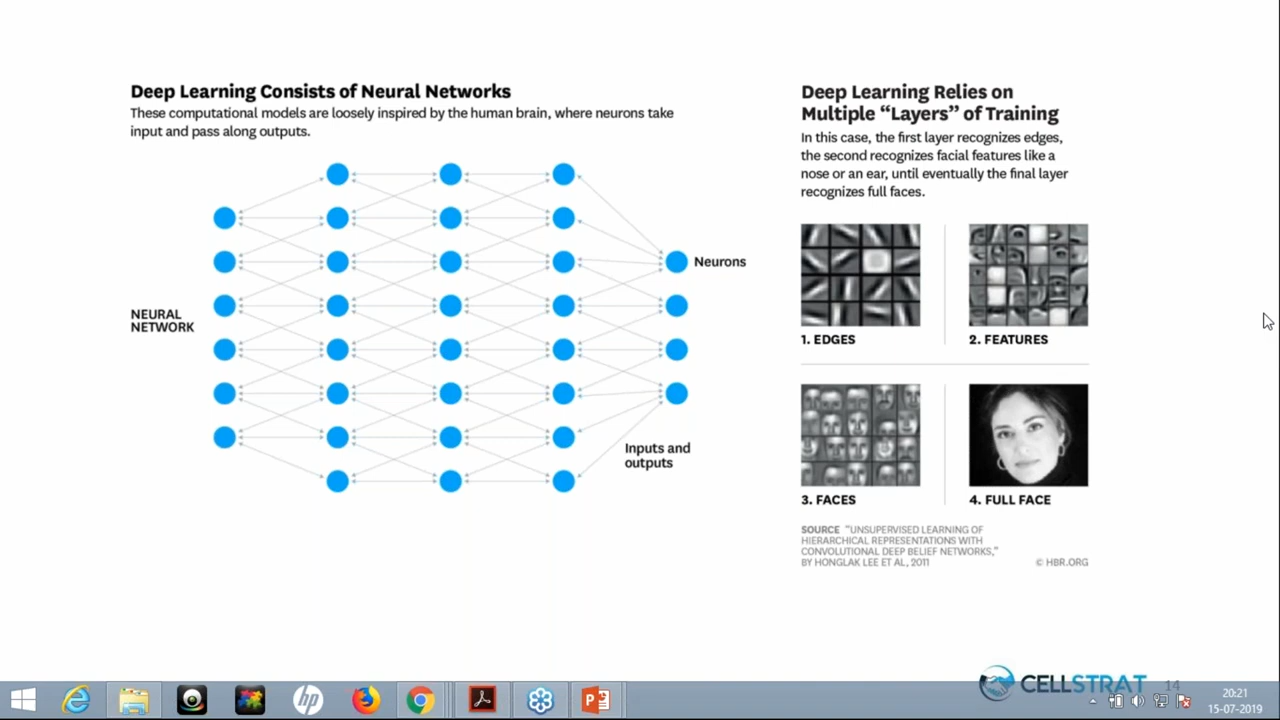 Deep Learning Consists of Neural Networks
These computational models are loosely inspired by the human brain, where neurons take
input and pass along outputs.
NEURAL
NETWORK
Neurons
Inputs and
outputs
Deep Learning Relies on
Multiple “Layers” of Training
In this case, the first layer recognizes edges,
the second recognizes facial features like a
nose or an ear, until eventually the final layer
recognizes full faces.
1. EDGES
2. FEATURES
3. FACES
4. FULL FACE
SOURCE “UNSUPERVISED LEARNING OF
HIERARCHICAL REPRESENTATIONS WITH
CONVOLUTIONAL DEEP BELIEF NETWORKS,”
BY HONGLAK LEE ET AL, 2011
© HBR.ORG
CELLSTRAT
14
hp
20:21
15-07-2019